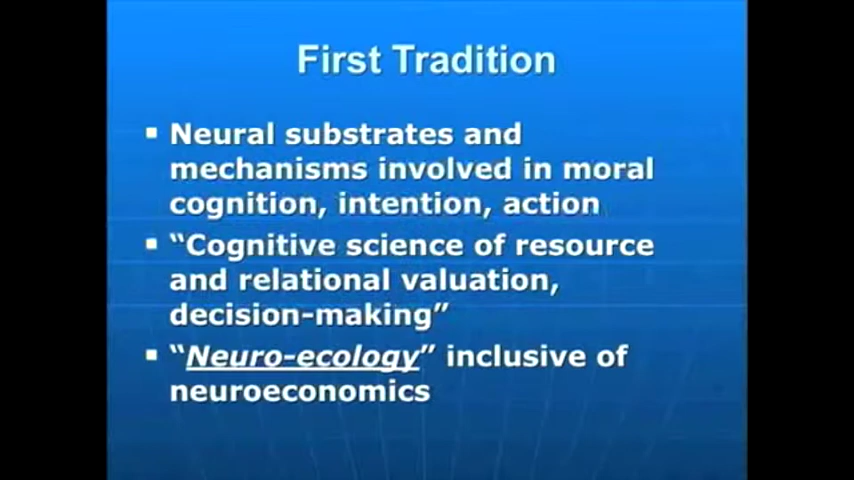 First Tradition
Neural substrates and
mechanisms involved in moral
cognition, intention, action
“Cognitive science of resource
and relational valuation,
decision-making”
“Neuro-ecology” inclusive of
neuroeconomics